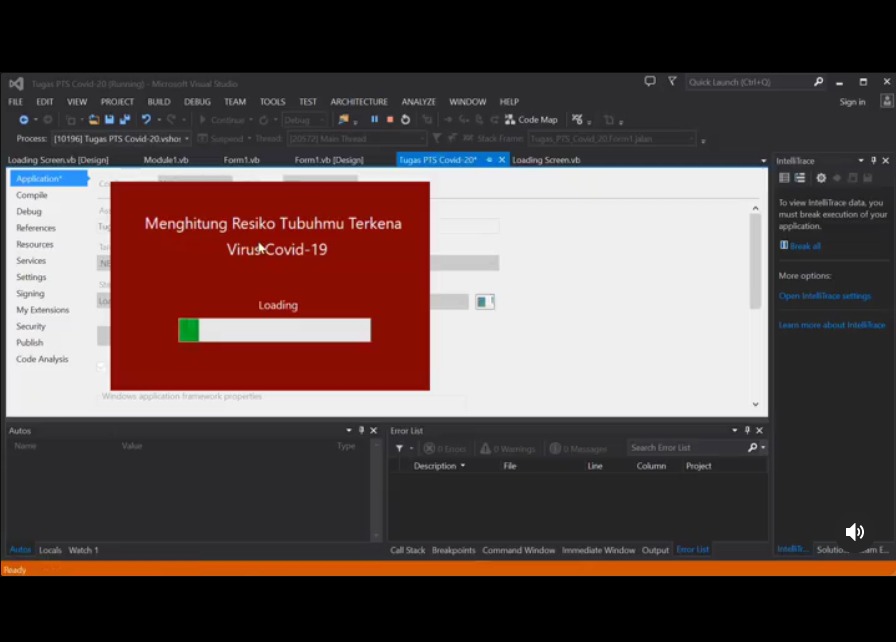 Tugas PTS Covid-20 (Running) - Microsoft Visual Studio
Quick Launch (Ctrl+Q)
FILE EDIT VIEW PROJECT BUILD DEBUG TEAM TOOLS TEST ARCHITECTURE ANALYZE WINDOW HELP
Sign in
Continue Debug Code Map
Process: [10196] Tugas PTS Covid-20.vshos Suspend Thread: [20572] Main Thread Stack Frame: Tugas_PTS_Covid_20.Form1.jalan
Loading Screen.vb [Design] Module1.vb Form1.vb Form1.vb [Design] Tugas PTS Covid-20* Loading Screen.vb
IntelliTrace
Application*
Compile
Debug
References
Resources
Services
Settings
Signing
My Extensions
Security
Publish
Code Analysis
Menghitung Resiko Tubuhmu Terkena
Virus Covid-19
Loading
Windows application framework properties
To view IntelliTrace data, you
must break execution of your
application.
Break all
More options:
Open IntelliTrace settings
Learn more about IntelliTrace
Autos
Name Value Type
Error List
0 Errors 0 Warnings 0 Messages Search Error List
Description File Line Column Project
Autos Locals Watch 1
Call Stack Breakpoints Command Window Immediate Window Output Error List
IntelliTr... Solutio...
Ready